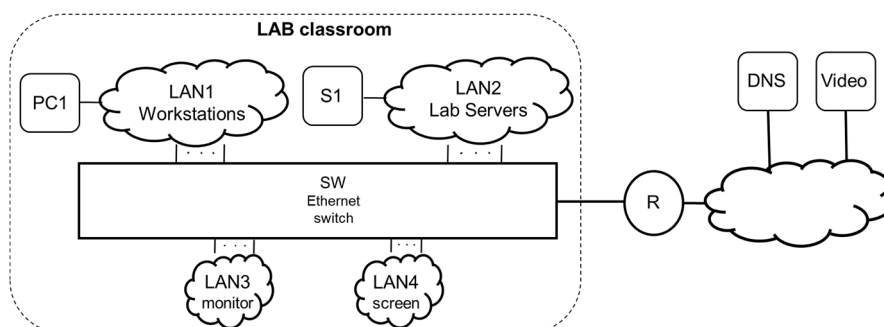 LAB classroom
PC1
LAN1
Workstations
S1
LAN2
Lab Servers
DNS
Video
SW
Ethernet
switch
R
LAN3
monitor
LAN4
screen